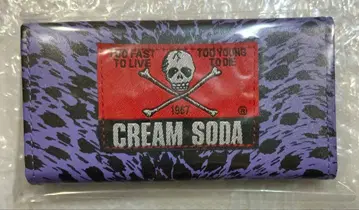 TOO FAST TOO YOUNG
TO LIVE TO DIE
1967
®
CREAM SODA